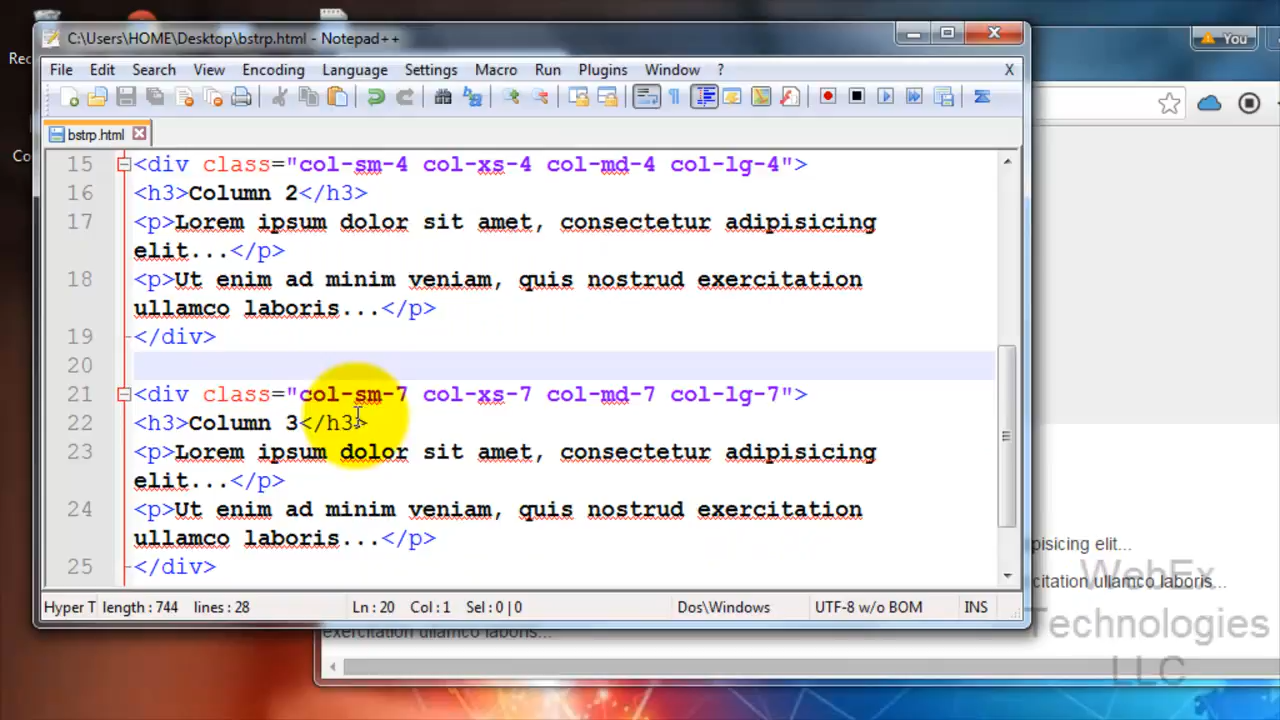 Rec
Co
C:\Users\HOME\Desktop\bstrp.html - Notepad++
You
File Edit Search View Encoding Language Settings Macro Run Plugins Window ? X
bstrp.html
15 <div class="col-sm-4 col-xs-4 col-md-4 col-lg-4">
16 <h3>Column 2</h3>
17 <p>Lorem ipsum dolor sit amet, consectetur adipisicing
elit...</p>
18 <p>Ut enim ad minim veniam, quis nostrud exercitation
ullamco laboris...</p>
19 </div>
20
21 <div class="col-sm-7 col-xs-7 col-md-7 col-lg-7">
22 <h3>Column 3</h3>
23 <p>Lorem ipsum dolor sit amet, consectetur adipisicing
elit...</p>
24 <p>Ut enim ad minim veniam, quis nostrud exercitation
ullamco laboris...</p>
25 </div>
Hyper T length : 744 lines : 28 Ln : 20 Col : 1 Sel : 0 | 0 Dos\Windows UTF-8 w/o BOM INS
pisicing elit...
citation ullamco laboris...
exercitation ullamco laboris...
WebEx
Technologies
LLC